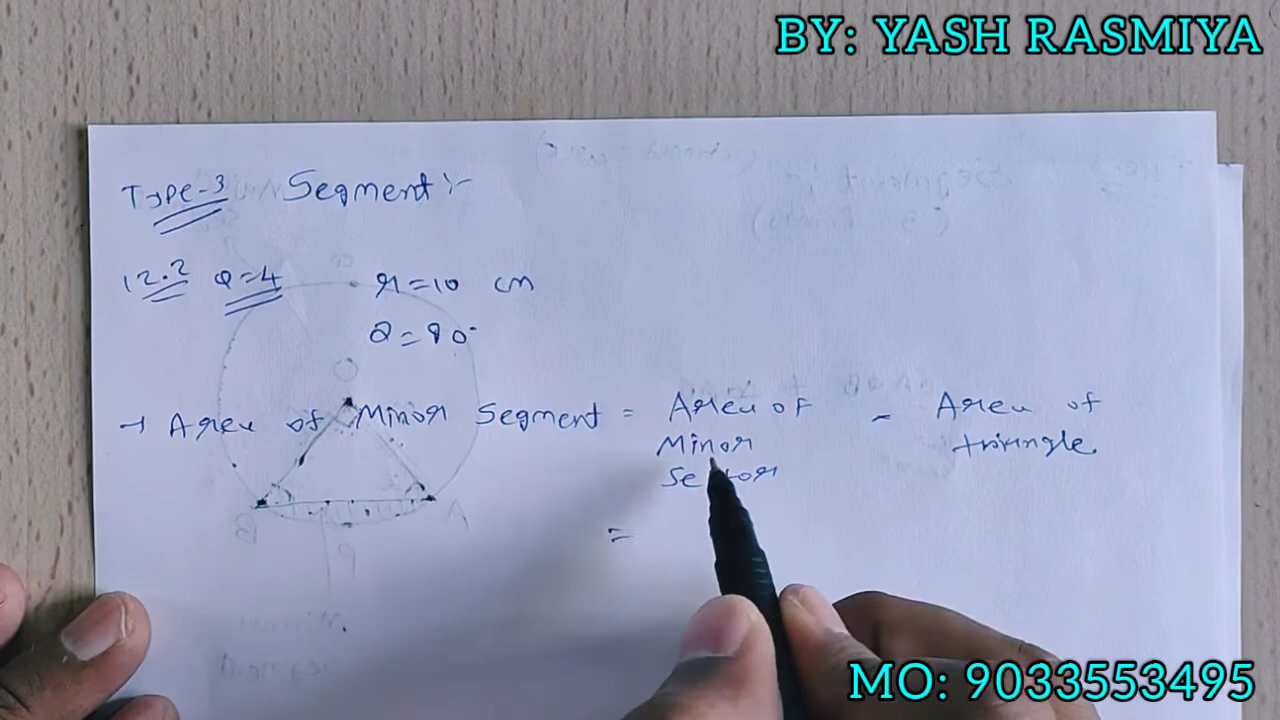 BY: YASH RASMIYA
Type-3 Segment :-
12.2 Q=4 r=10 cm
θ=90°
→ Area of Minor Segment = Area of Minor Sector - Area of triangle
=
MO: 9033553495